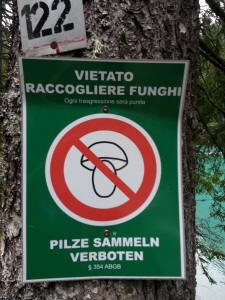 122
VIETATO
RACCOGLIERE FUNGHI
Ogni trasgressione sarà punita
PILZE SAMMELN
VERBOTEN
§ 354 ABGB